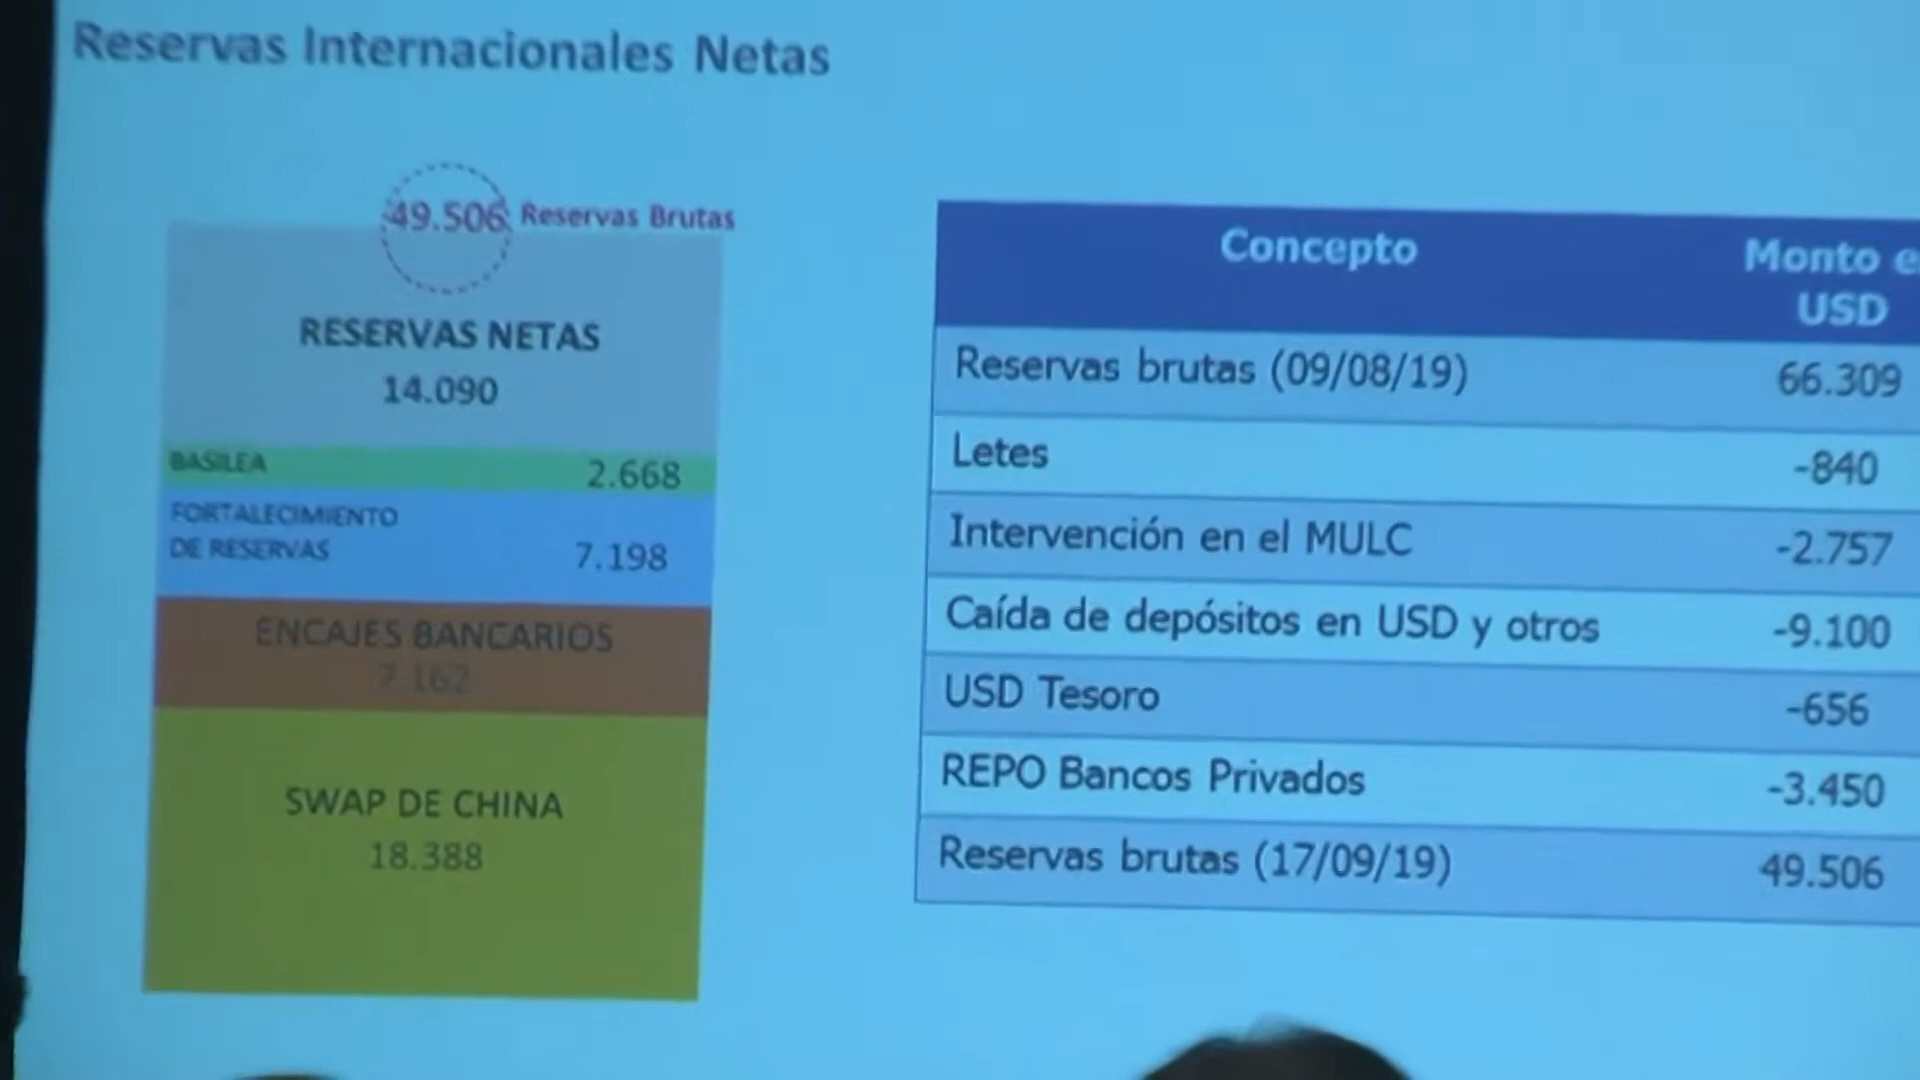 Reservas Internacionales Netas
49.506 Reservas Brutas
RESERVAS NETAS
14.090
BASILEA 2.668
FORTALECIMIENTO
DE RESERVAS 7.198
ENCAJES BANCARIOS
7.162
SWAP DE CHINA
18.388
Concepto Monto e
USD
Reservas brutas (09/08/19) 66.309
Letes -840
Intervención en el MULC -2.757
Caída de depósitos en USD y otros -9.100
USD Tesoro -656
REPO Bancos Privados -3.450
Reservas brutas (17/09/19) 49.506